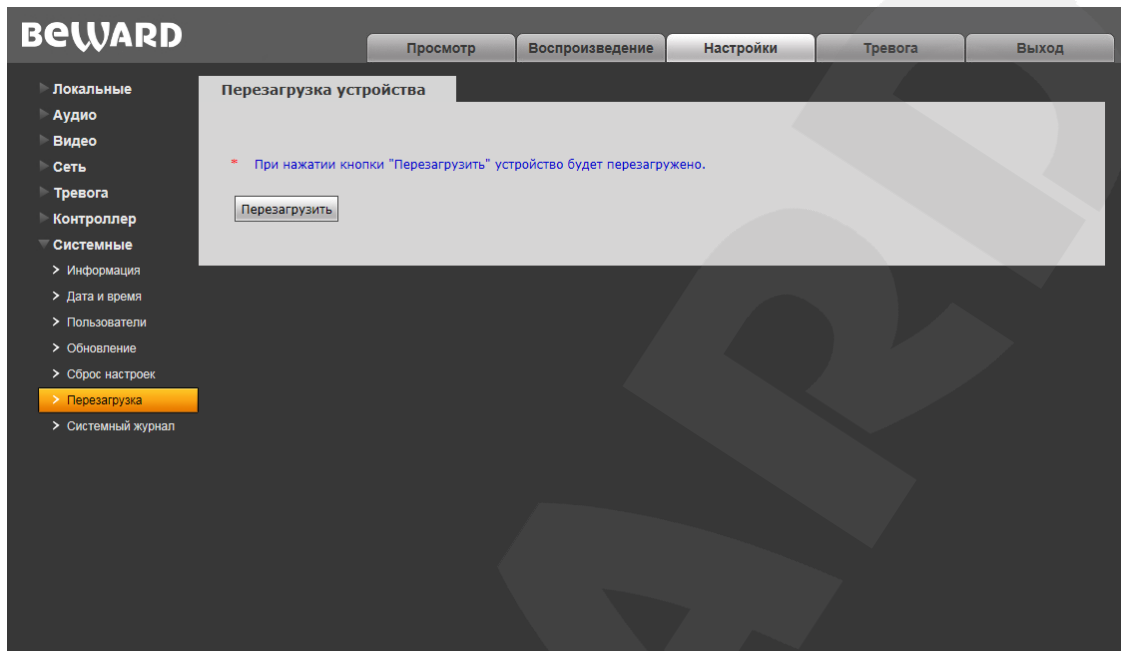 BEWARD
Просмотр
Воспроизведение
Настройки
Тревога
Выход
Локальные
Аудио
Видео
Сеть
Тревога
Контроллер
Системные
> Информация
> Дата и время
> Пользователи
> Обновление
> Сброс настроек
> Перезагрузка
> Системный журнал
Перезагрузка устройства
* При нажатии кнопки "Перезагрузить" устройство будет перезагружено.
Перезагрузить
ARD